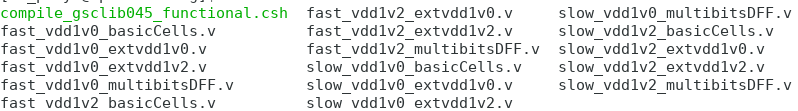 compile_gsclib045_functional.csh fast_vdd1v2_extvdd1v0.v slow_vdd1v0_multibitsDFF.v
fast_vdd1v0_basicCells.v fast_vdd1v2_extvdd1v2.v slow_vdd1v2_basicCells.v
fast_vdd1v0_extvdd1v0.v fast_vdd1v2_multibitsDFF.v slow_vdd1v2_extvdd1v0.v
fast_vdd1v0_extvdd1v2.v slow_vdd1v0_basicCells.v slow_vdd1v2_extvdd1v2.v
fast_vdd1v0_multibitsDFF.v slow_vdd1v0_extvdd1v0.v slow_vdd1v2_multibitsDFF.v
fast_vdd1v2_basicCells.v slow_vdd1v0_extvdd1v2.v